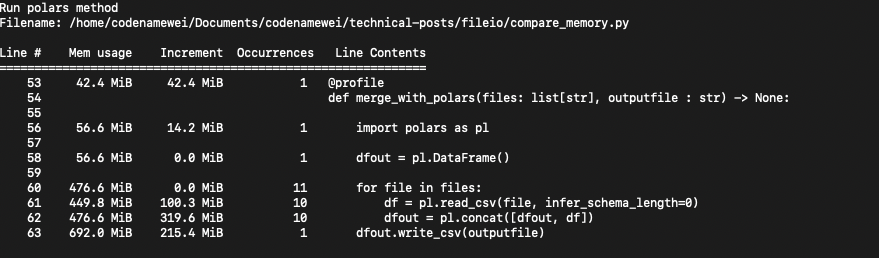 Run polars method
Filename: /home/codenamewei/Documents/codenamewei/technical-posts/fileio/compare_memory.py

Line #    Mem usage    Increment  Occurrences   Line Contents
=============================================================
    53     42.4 MiB     42.4 MiB           1   @profile
    54                                         def merge_with_polars(files: list[str], outputfile : str) -> None:
    55
    56     56.6 MiB     14.2 MiB           1       import polars as pl
    57
    58     56.6 MiB      0.0 MiB           1       dfout = pl.DataFrame()
    59
    60    476.6 MiB      0.0 MiB          11       for file in files:
    61    449.8 MiB    100.3 MiB          10           df = pl.read_csv(file, infer_schema_length=0)
    62    476.6 MiB    319.6 MiB          10           dfout = pl.concat([dfout, df])
    63    692.0 MiB    215.4 MiB           1       dfout.write_csv(outputfile)